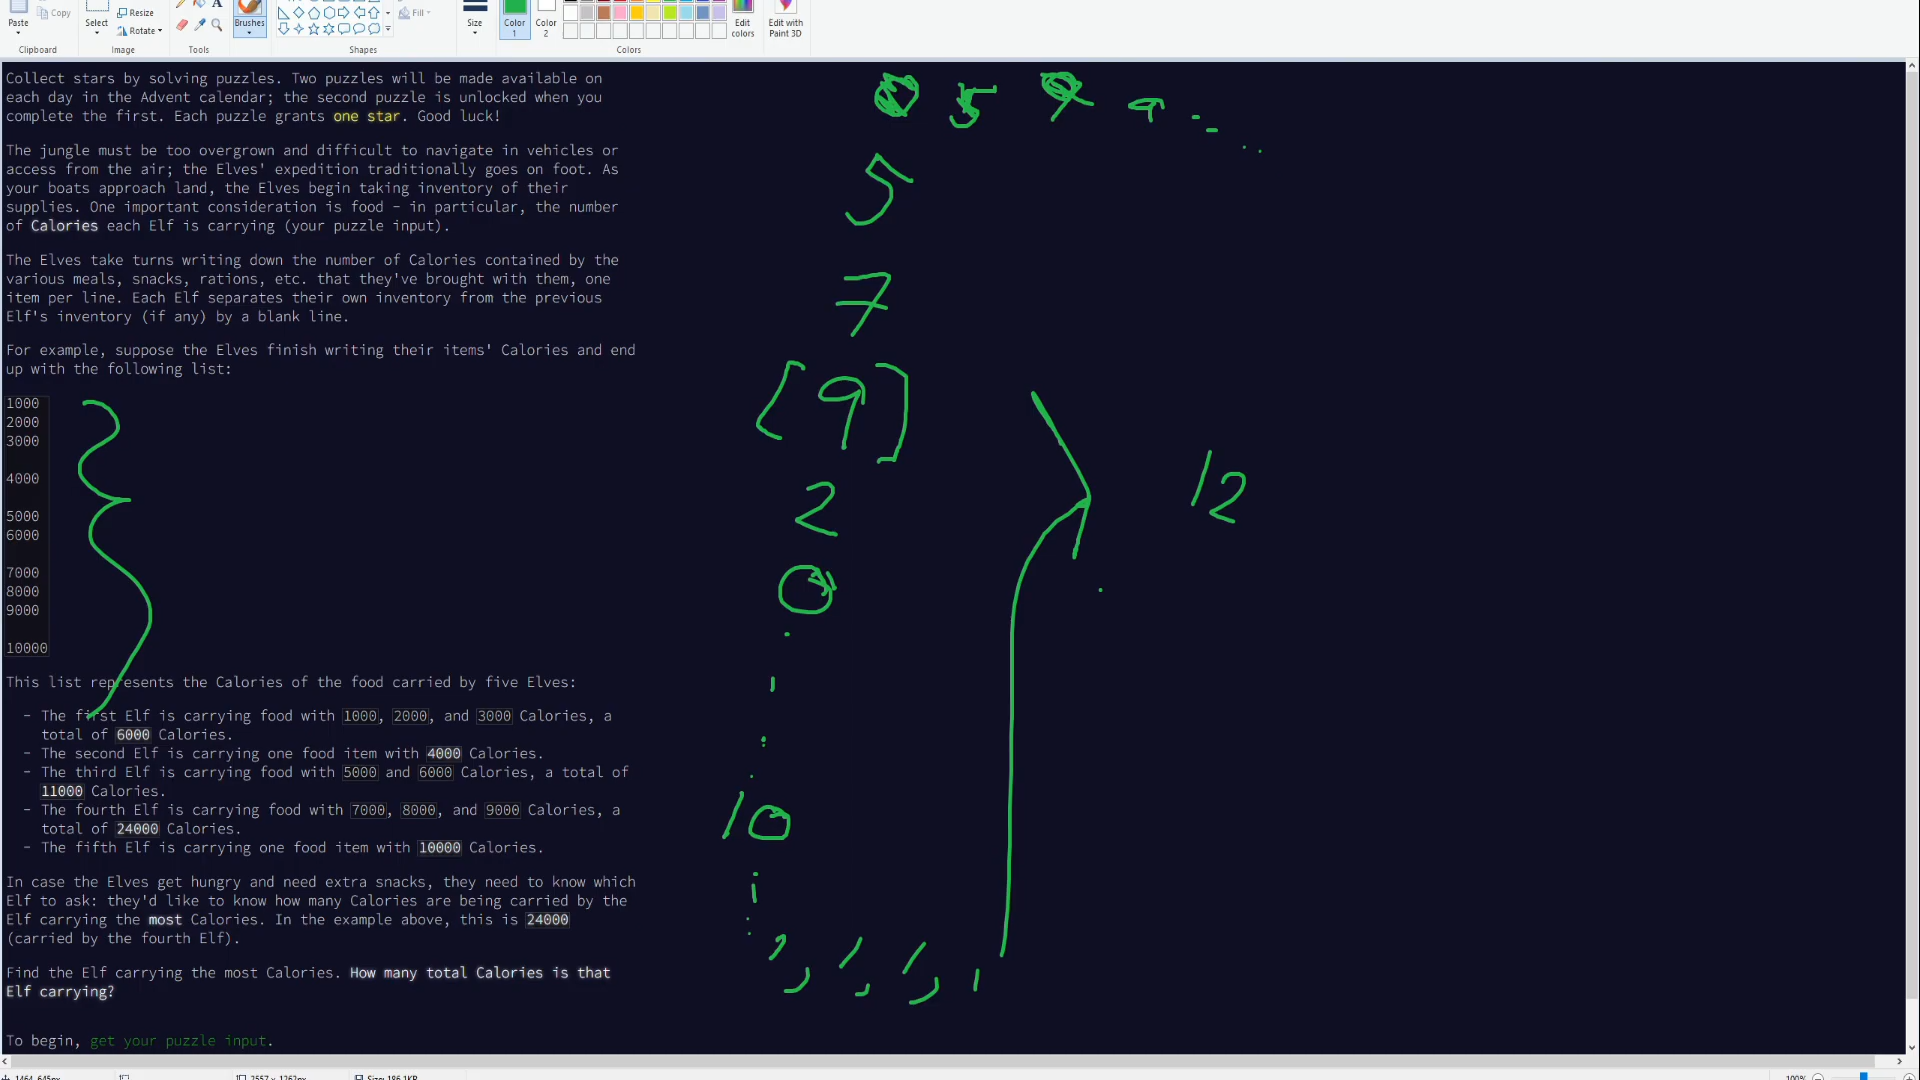 Paste
Copy
Select
Resize
Rotate
A
Brushes
Fill
Size
Color
1
Color
2
Edit
colors
Edit with
Paint 3D
Clipboard
Image
Tools
Shapes
Colors
Collect stars by solving puzzles. Two puzzles will be made available on
each day in the Advent calendar; the second puzzle is unlocked when you
complete the first. Each puzzle grants one star. Good luck!
The jungle must be too overgrown and difficult to navigate in vehicles or
access from the air; the Elves' expedition traditionally goes on foot. As
your boats approach land, the Elves begin taking inventory of their
supplies. One important consideration is food - in particular, the number
of Calories each Elf is carrying (your puzzle input).
The Elves take turns writing down the number of Calories contained by the
various meals, snacks, rations, etc. that they've brought with them, one
item per line. Each Elf separates their own inventory from the previous
Elf's inventory (if any) by a blank line.
For example, suppose the Elves finish writing their items' Calories and end
up with the following list:
1000
2000
3000
4000
5000
6000
7000
8000
9000
10000
This list represents the Calories of the food carried by five Elves:
- The first Elf is carrying food with 1000, 2000, and 3000 Calories, a
total of 6000 Calories.
- The second Elf is carrying one food item with 4000 Calories.
- The third Elf is carrying food with 5000 and 6000 Calories, a total of
11000 Calories.
- The fourth Elf is carrying food with 7000, 8000, and 9000 Calories, a
total of 24000 Calories.
- The fifth Elf is carrying one food item with 10000 Calories.
In case the Elves get hungry and need extra snacks, they need to know which
Elf to ask: they'd like to know how many Calories are being carried by the
Elf carrying the most Calories. In the example above, this is 24000
(carried by the fourth Elf).
Find the Elf carrying the most Calories. How many total Calories is that
Elf carrying?
To begin, get your puzzle input.
5 9
5
7
[9]
2
0
10
12
1464, 645px
2557 × 1262px
Size: 186.1KB
100%